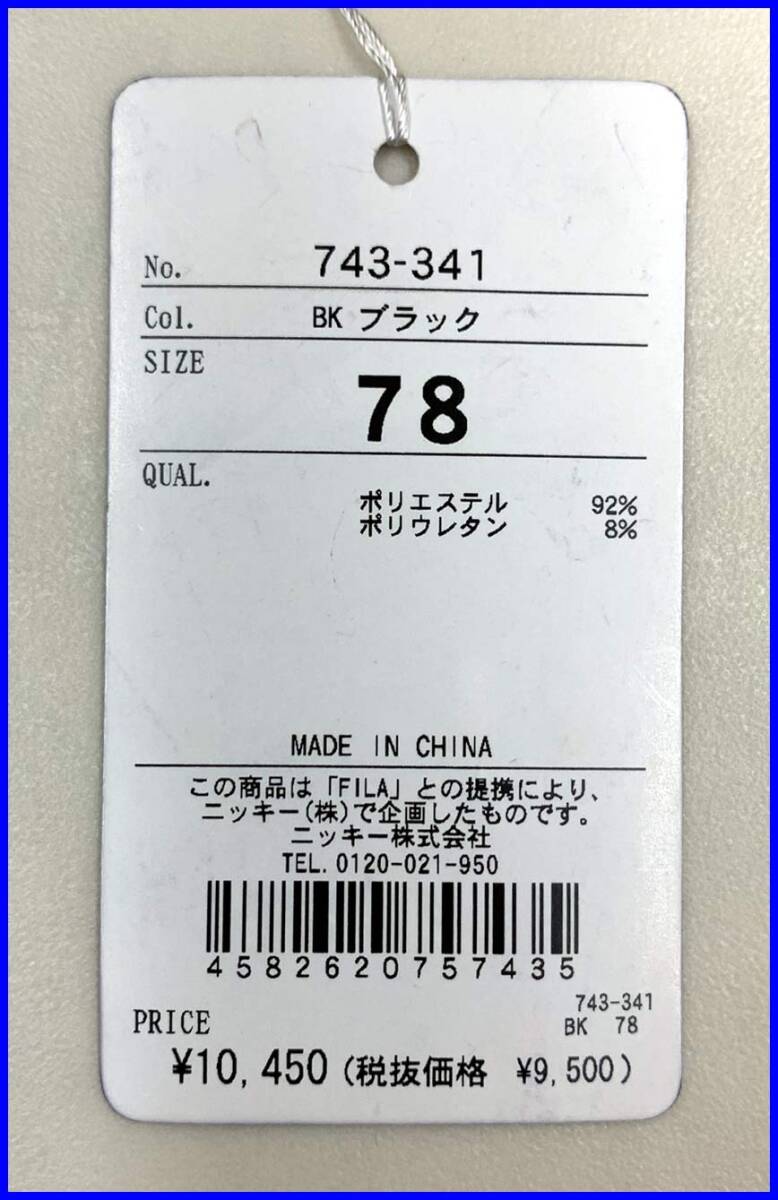 No. 743-341
Col. BK ブラック
SIZE 78
QUAL.
ポリエステル 92%
ポリウレタン 8%
MADE IN CHINA
この商品は「FILA」との提携により、
ニッキー(株)で企画したものです。
ニッキー株式会社
TEL. 0120-021-950
4582620757435
743-341
PRICE BK 78
¥10,450 (税抜価格 ¥9,500)